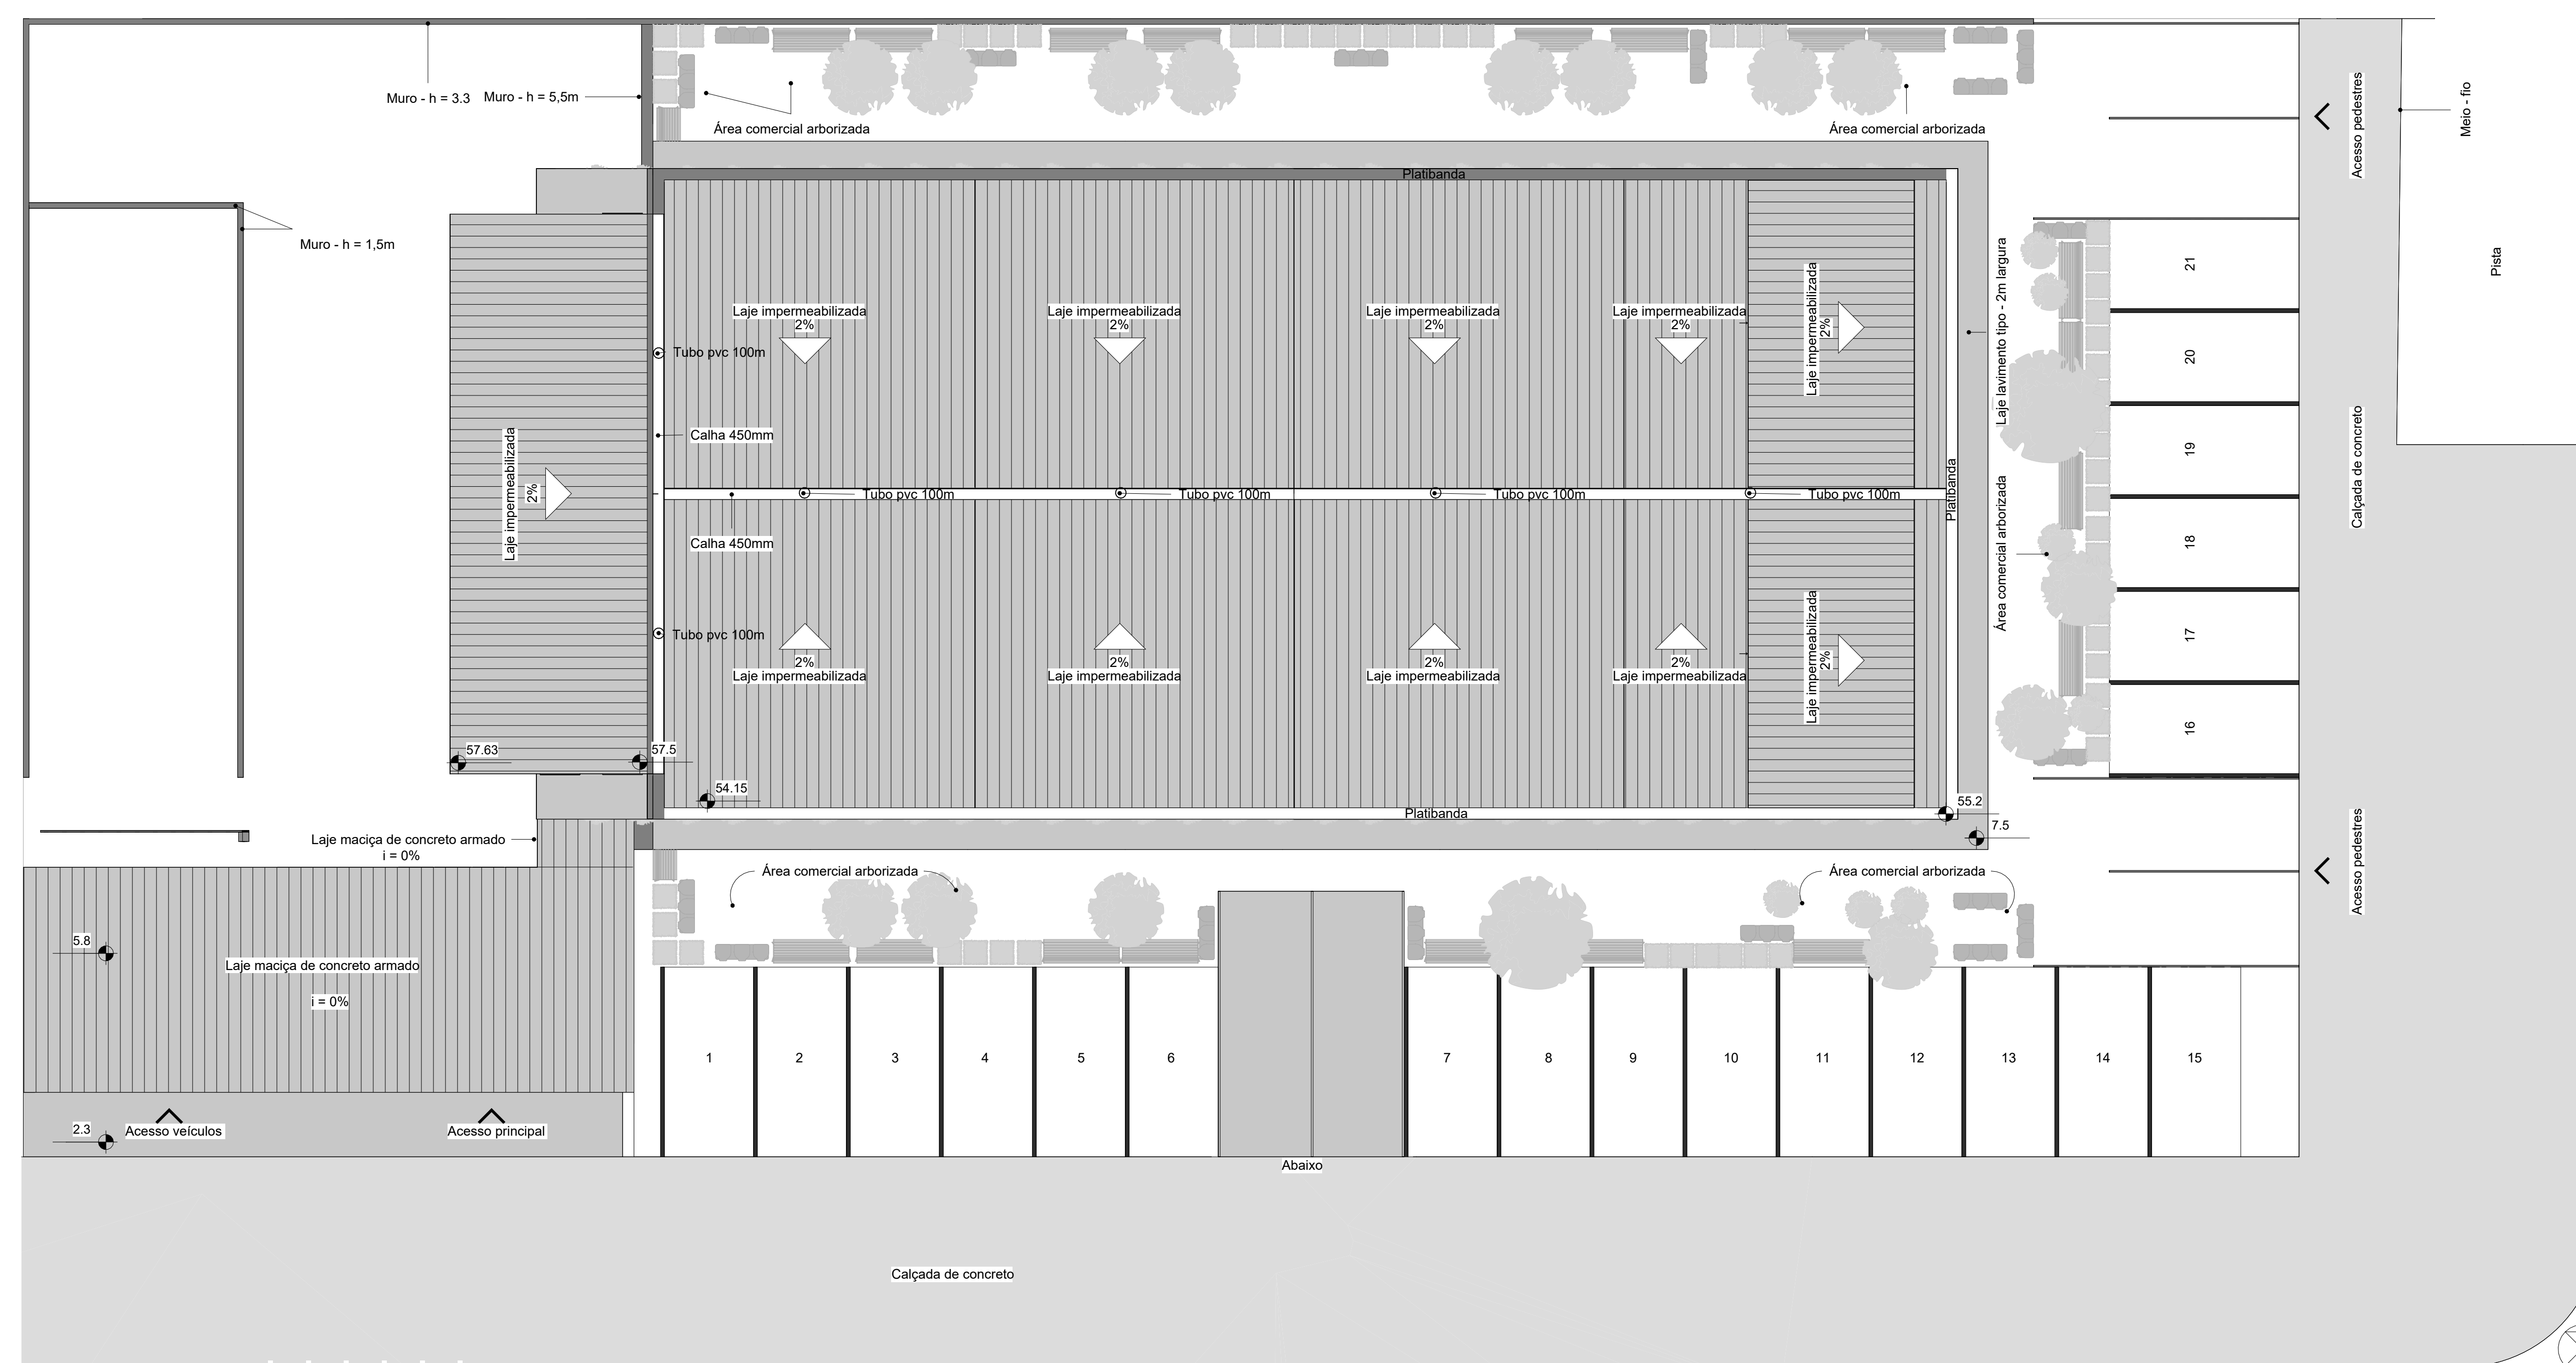 Muro - h = 3.3
Muro - h = 5,5m
Área comercial arborizada
Área comercial arborizada
Acesso pedestres
Meio - fio
Platibanda
Muro - h = 1,5m
Pista
Laje impermeabilizada
2%
Laje impermeabilizada
2%
Laje impermeabilizada
2%
Laje impermeabilizada
2%
Laje impermeabilizada
2%
Laje lavimento tipo - 2m largura
21
20
19
18
17
16
Tubo pvc 100m
Calha 450mm
Calçada de concreto
Laje impermeabilizada
2%
Tubo pvc 100m
Tubo pvc 100m
Tubo pvc 100m
Tubo pvc 100m
Platibanda
Área comercial arborizada
Calha 450mm
Tubo pvc 100m
2%
Laje impermeabilizada
2%
Laje impermeabilizada
2%
Laje impermeabilizada
2%
Laje impermeabilizada
Laje impermeabilizada
2%
57.63
57.5
54.15
55.2
Platibanda
7.5
Laje maciça de concreto armado
i = 0%
Área comercial arborizada
Área comercial arborizada
Acesso pedestres
5.8
Laje maciça de concreto armado
i = 0%
1
2
3
4
5
6
7
8
9
10
11
12
13
14
15
2.3
Acesso veículos
Acesso principal
Abaixo
Calçada de concreto